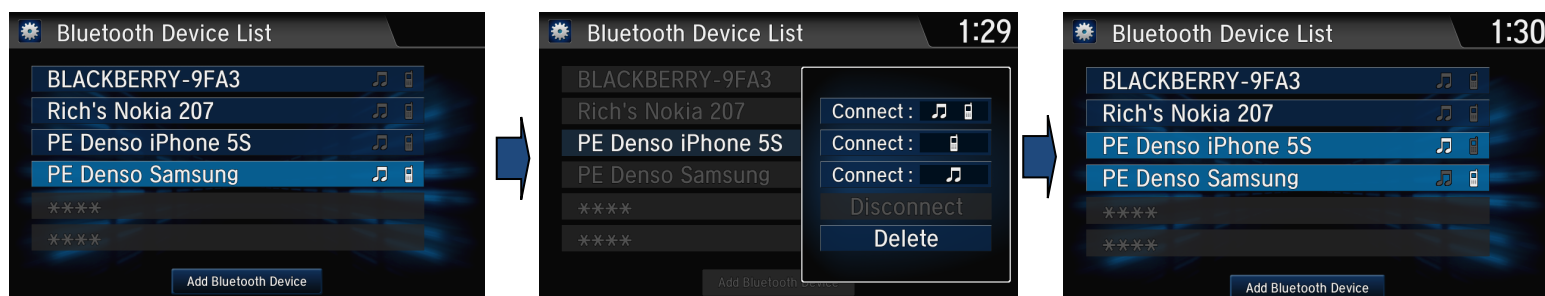 Bluetooth Device List
BLACKBERRY-9FA3
Rich's Nokia 207
PE Denso iPhone 5S
PE Denso Samsung
****
****
Add Bluetooth Device
Bluetooth Device List 1:29
BLACKBERRY-9FA3
Rich's Nokia 207
PE Denso iPhone 5S
PE Denso Samsung
****
****
Add Bluetooth Device
Connect :
Connect :
Connect :
Disconnect
Delete
Bluetooth Device List 1:30
BLACKBERRY-9FA3
Rich's Nokia 207
PE Denso iPhone 5S
PE Denso Samsung
****
****
Add Bluetooth Device